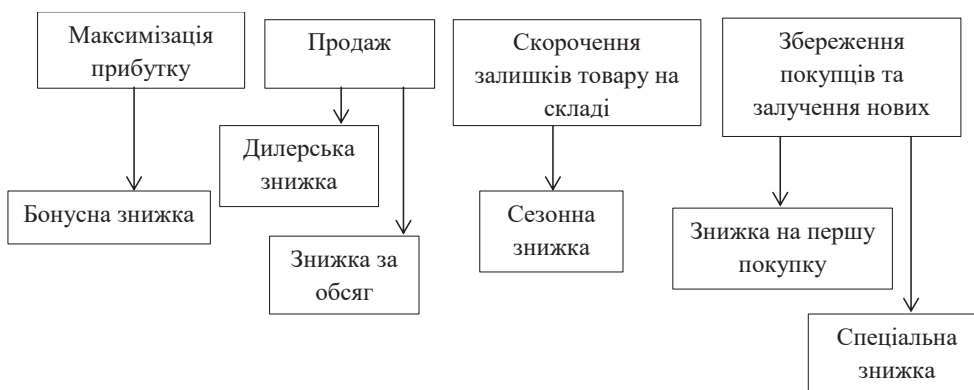 Максимізація
прибутку
Продаж
Скорочення
залишків товару на
складі
Збереження
покупців та
залучення нових
Дилерська
знижка
Бонусна знижка
Сезонна
знижка
Знижка на першу
покупку
Знижка за
обсяг
Спеціальна
знижка